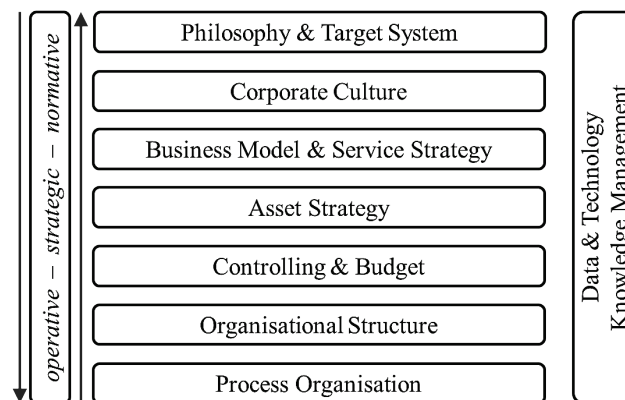 operative – strategic – normative
Philosophy & Target System
Corporate Culture
Business Model & Service Strategy
Asset Strategy
Controlling & Budget
Organisational Structure
Process Organisation
Data & Technology
Knowledge Management